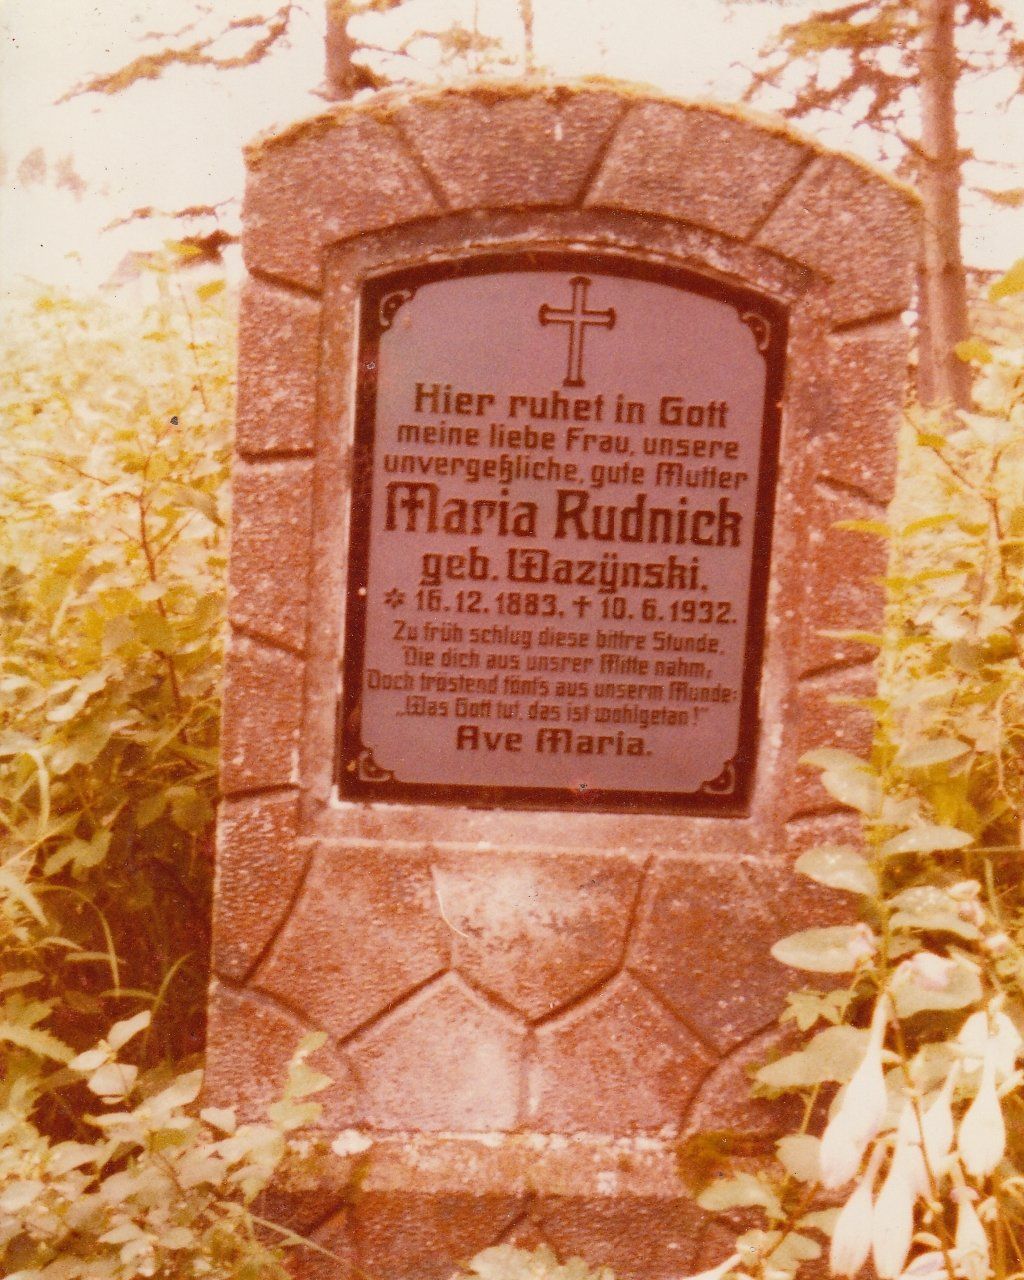 Hier ruhet in Gott
meine liebe Frau, unsere
unvergeßliche, gute Mutter
Maria Rudnick
geb. Wazÿnski.
* 16.12.1883. † 10.6.1932.
Zu früh schlug diese bittre Stunde,
Die dich aus unsrer Mitte nahm,
Doch tröstend tönt's aus unserm Munde:
„Was Gott tut, das ist wohlgetan!"
Ave Maria.